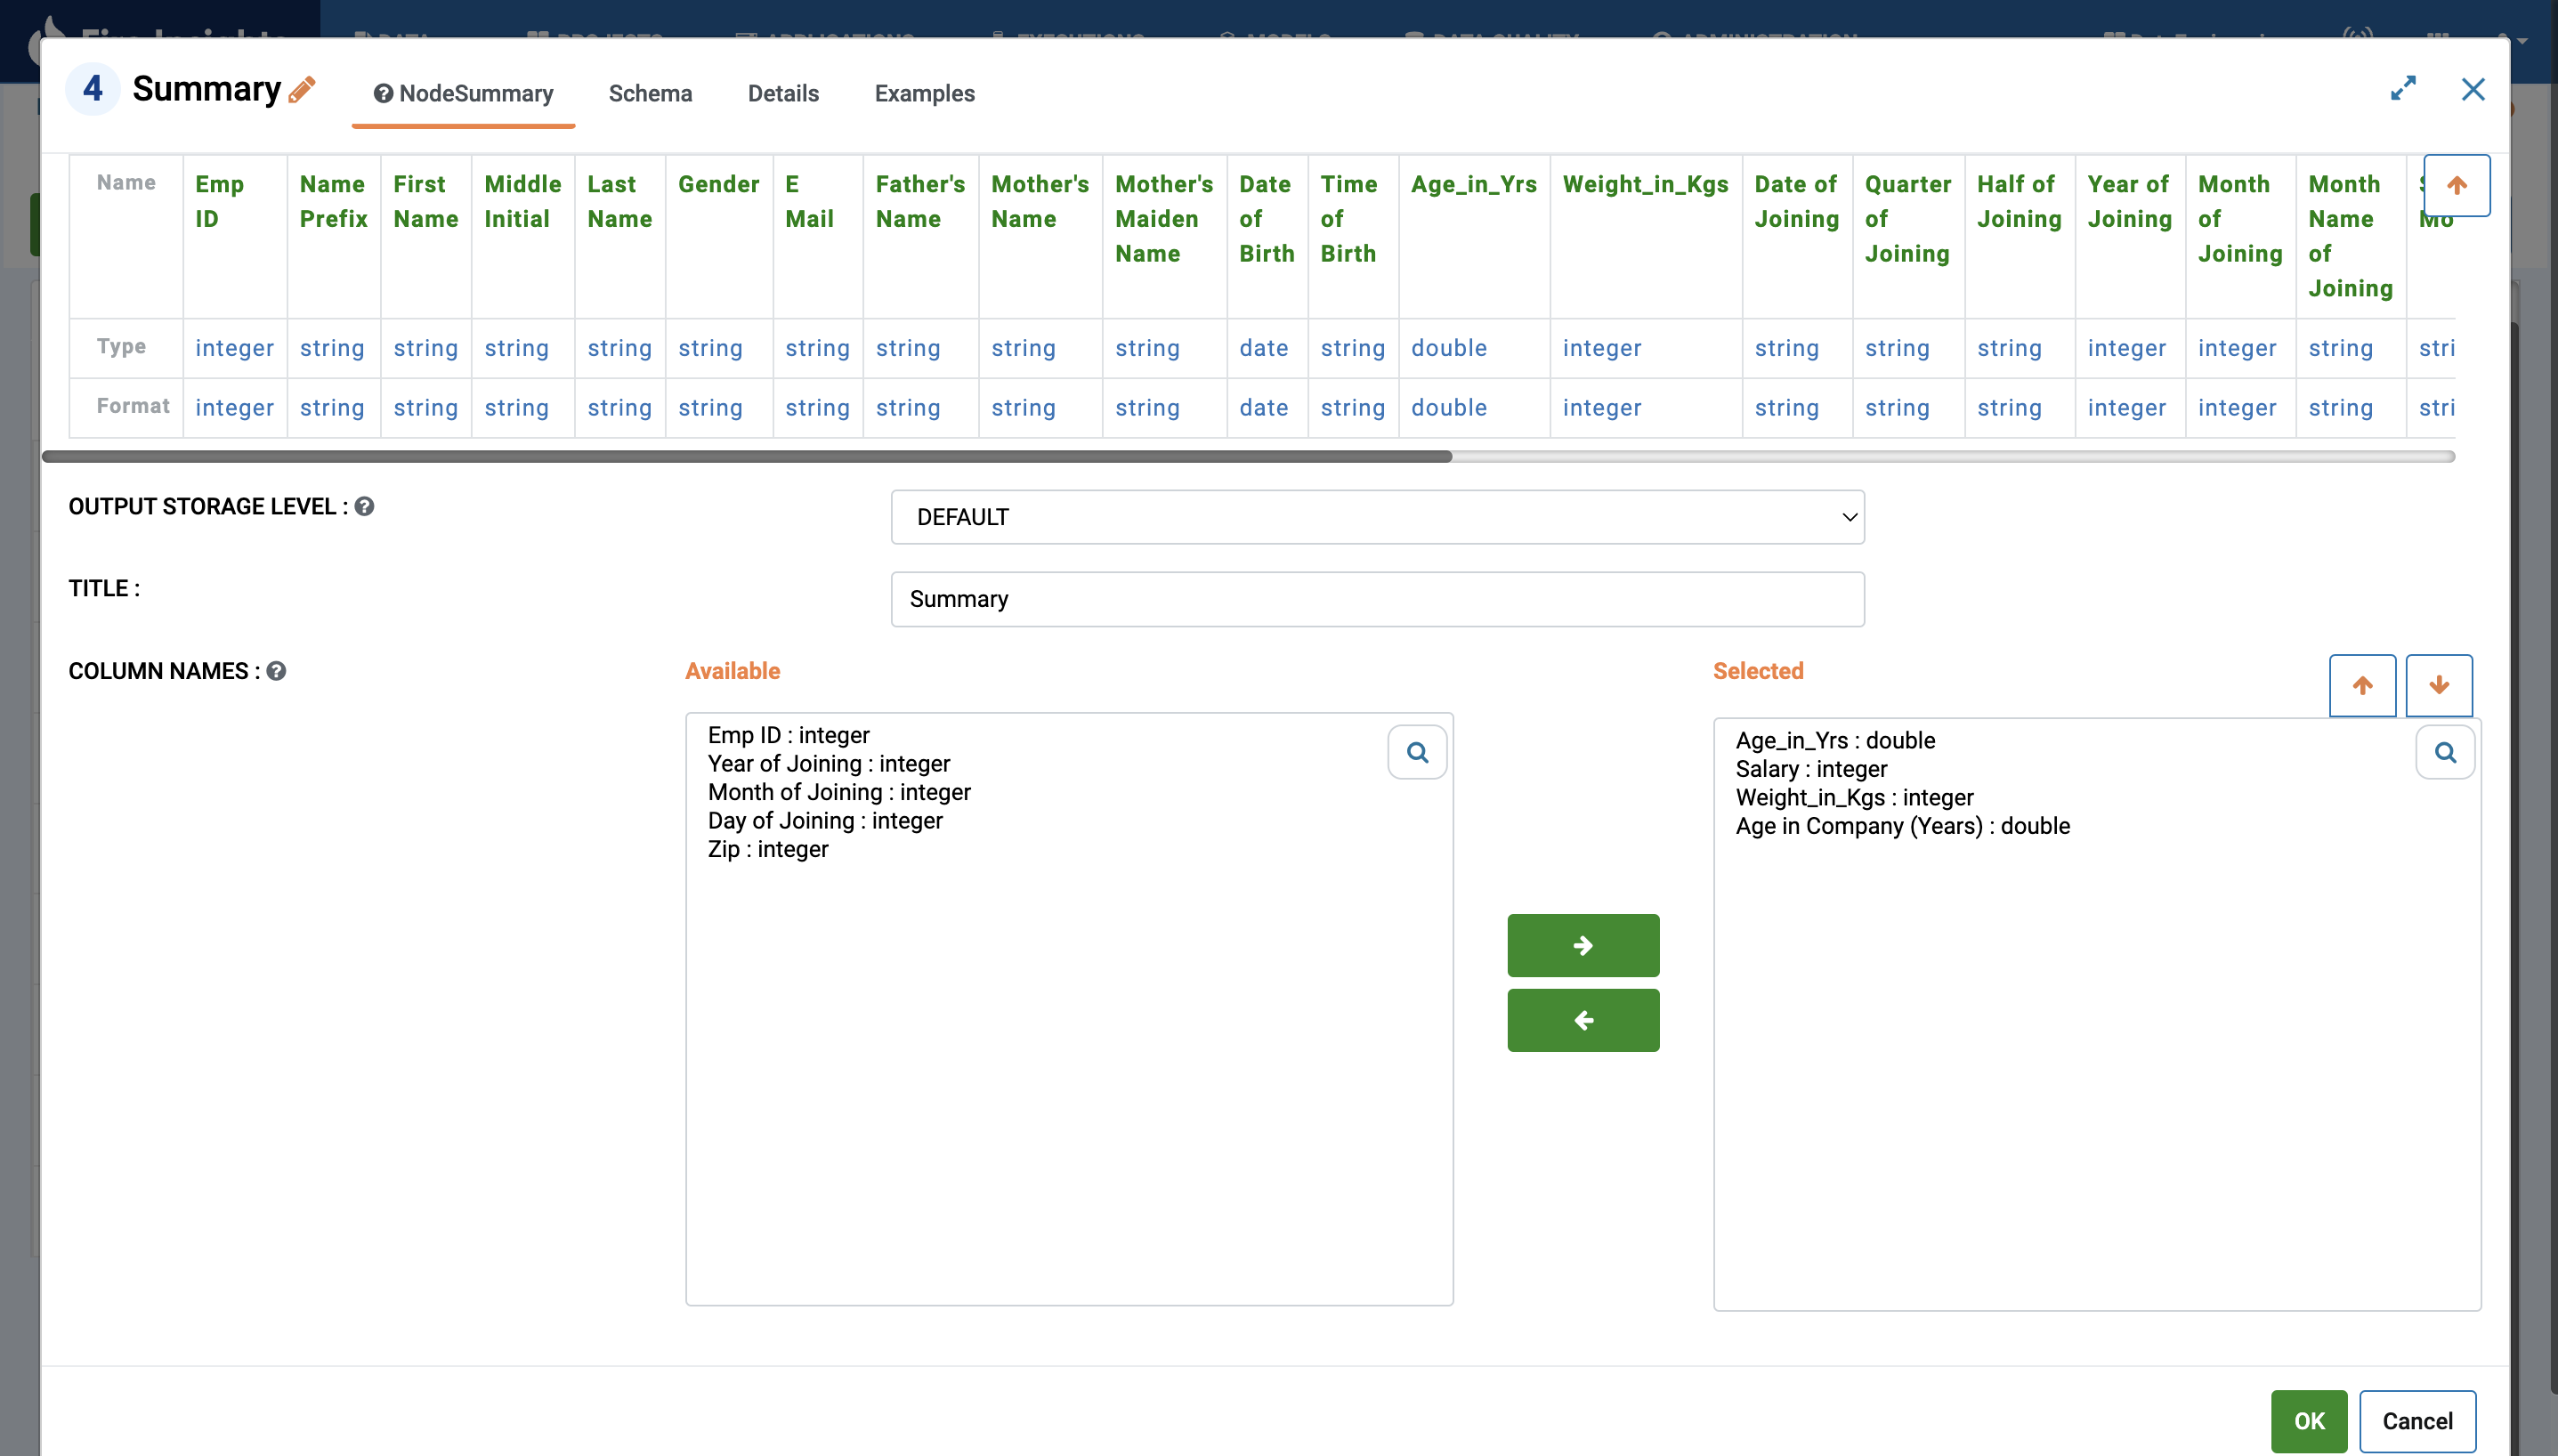 4 Summary NodeSummary Schema Details Examples
Name Emp ID Name Prefix First Name Middle Initial Last Name Gender E Mail Father's Name Mother's Name Mother's Maiden Name Date of Birth Time of Birth Age_in_Yrs Weight_in_Kgs Date of Joining Quarter of Joining Half of Joining Year of Joining Month of Joining Month Name of Joining
Type integer string string string string string string string string string date string double integer string string string integer integer string stri
Format integer string string string string string string string string string date string double integer string string string integer integer string stri
OUTPUT STORAGE LEVEL :
DEFAULT
TITLE :
Summary
COLUMN NAMES :
Available
Emp ID : integer
Year of Joining : integer
Month of Joining : integer
Day of Joining : integer
Zip : integer
Selected
Age_in_Yrs : double
Salary : integer
Weight_in_Kgs : integer
Age in Company (Years) : double
OK Cancel